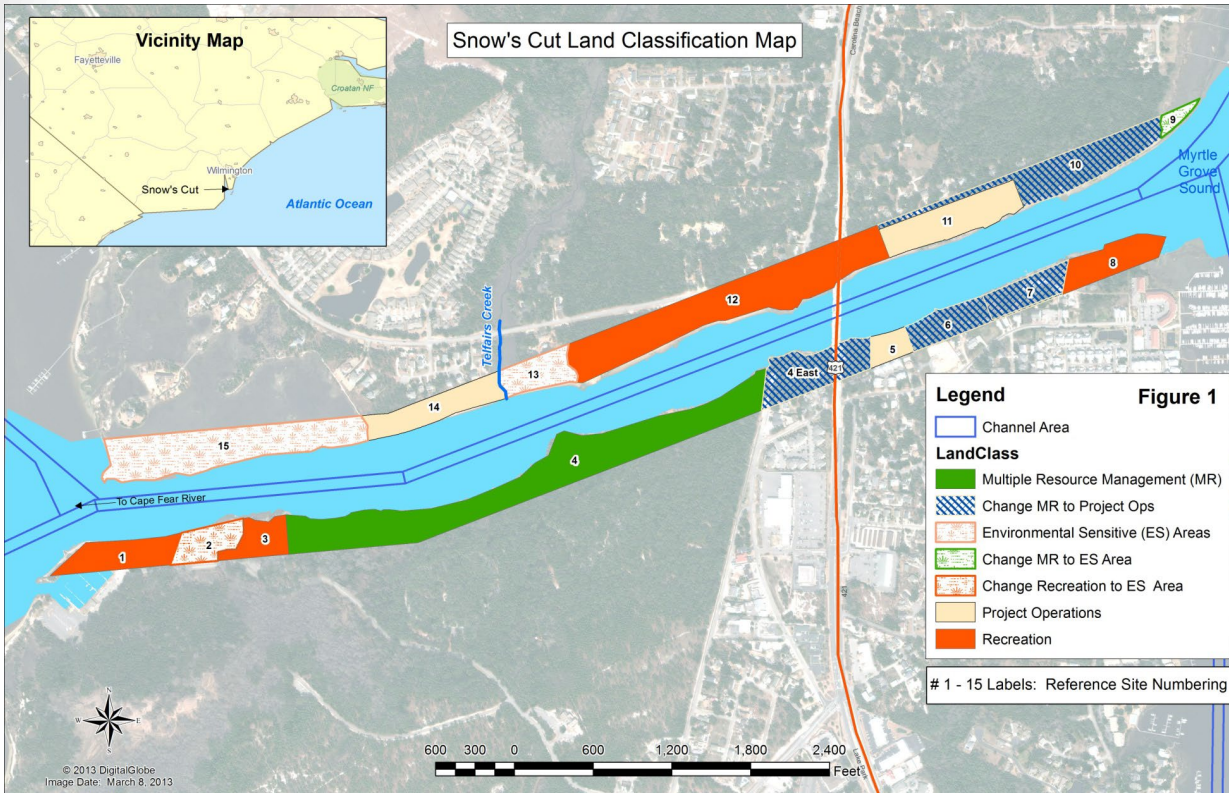 Snow's Cut Land Classification Map
Vicinity Map
Fayetteville
Croatan NF
Wilmington
Snow's Cut
Atlantic Ocean
Carolina Beach
9
Myrtle
Grove
Sound
10
11
8
12
7
6
Telfairs Creek
5
4 East
421
13
14
4
15
To Cape Fear River
1
2
3
421
Lake Park
Legend
Figure 1
Channel Area
LandClass
Multiple Resource Management (MR)
Change MR to Project Ops
Environmental Sensitive (ES) Areas
Change MR to ES Area
Change Recreation to ES Area
Project Operations
Recreation
# 1 - 15 Labels: Reference Site Numbering
N
W
E
S
© 2013 DigitalGlobe
Image Date: March 8, 2013
600 300 0 600 1,200 1,800 2,400
Feet